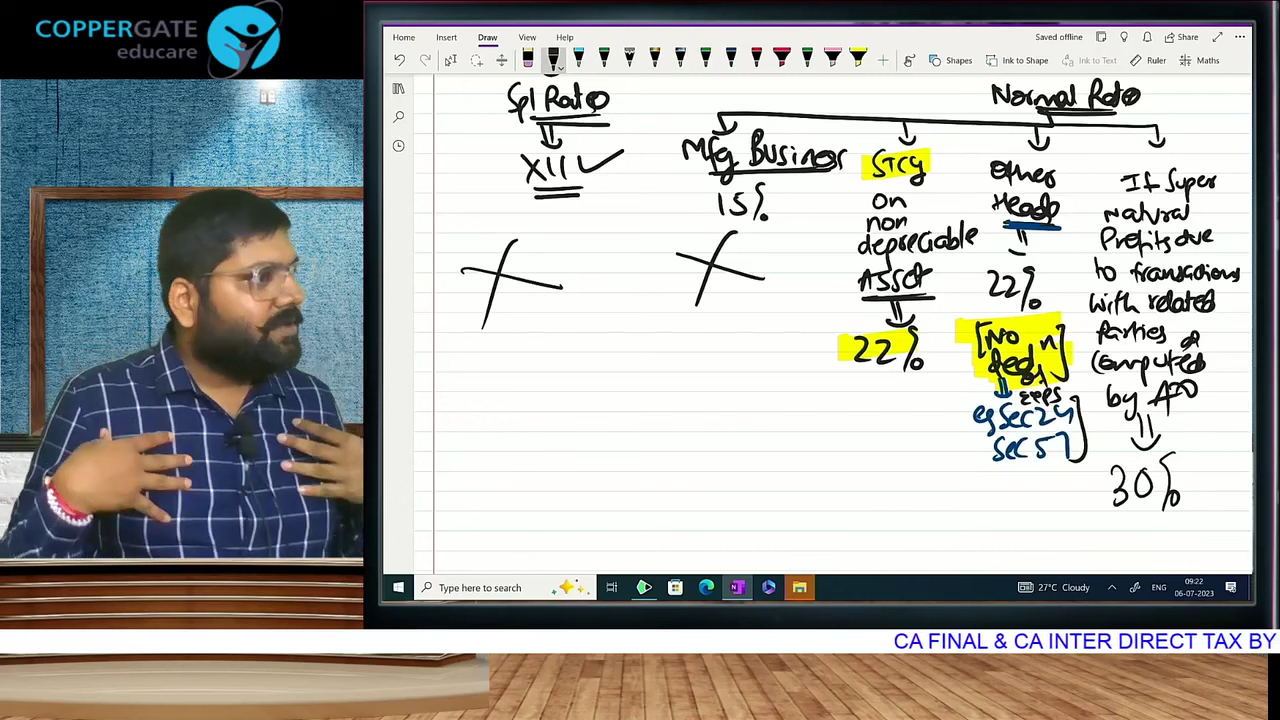 COPPERGATE
educare
Home Insert Draw View Help
Saved offline
Share
Shapes
Ink to Shape
Ink to Text
Ruler
Maths
Spl Rate
XII
Normal Rate
Mfg Business
15%
STCG
on
non
depreciable
Asset
22%
Other
Heads
22%
[No
dedn]
of
exps
eg Sec 24
Sec 57
If Super
Natural
Profits due
to transactions
with related
Parties &
Computed
by AO
30%
Type here to search
27°C Cloudy
ENG
09:22
06-07-2023
CA FINAL & CA INTER DIRECT TAX BY